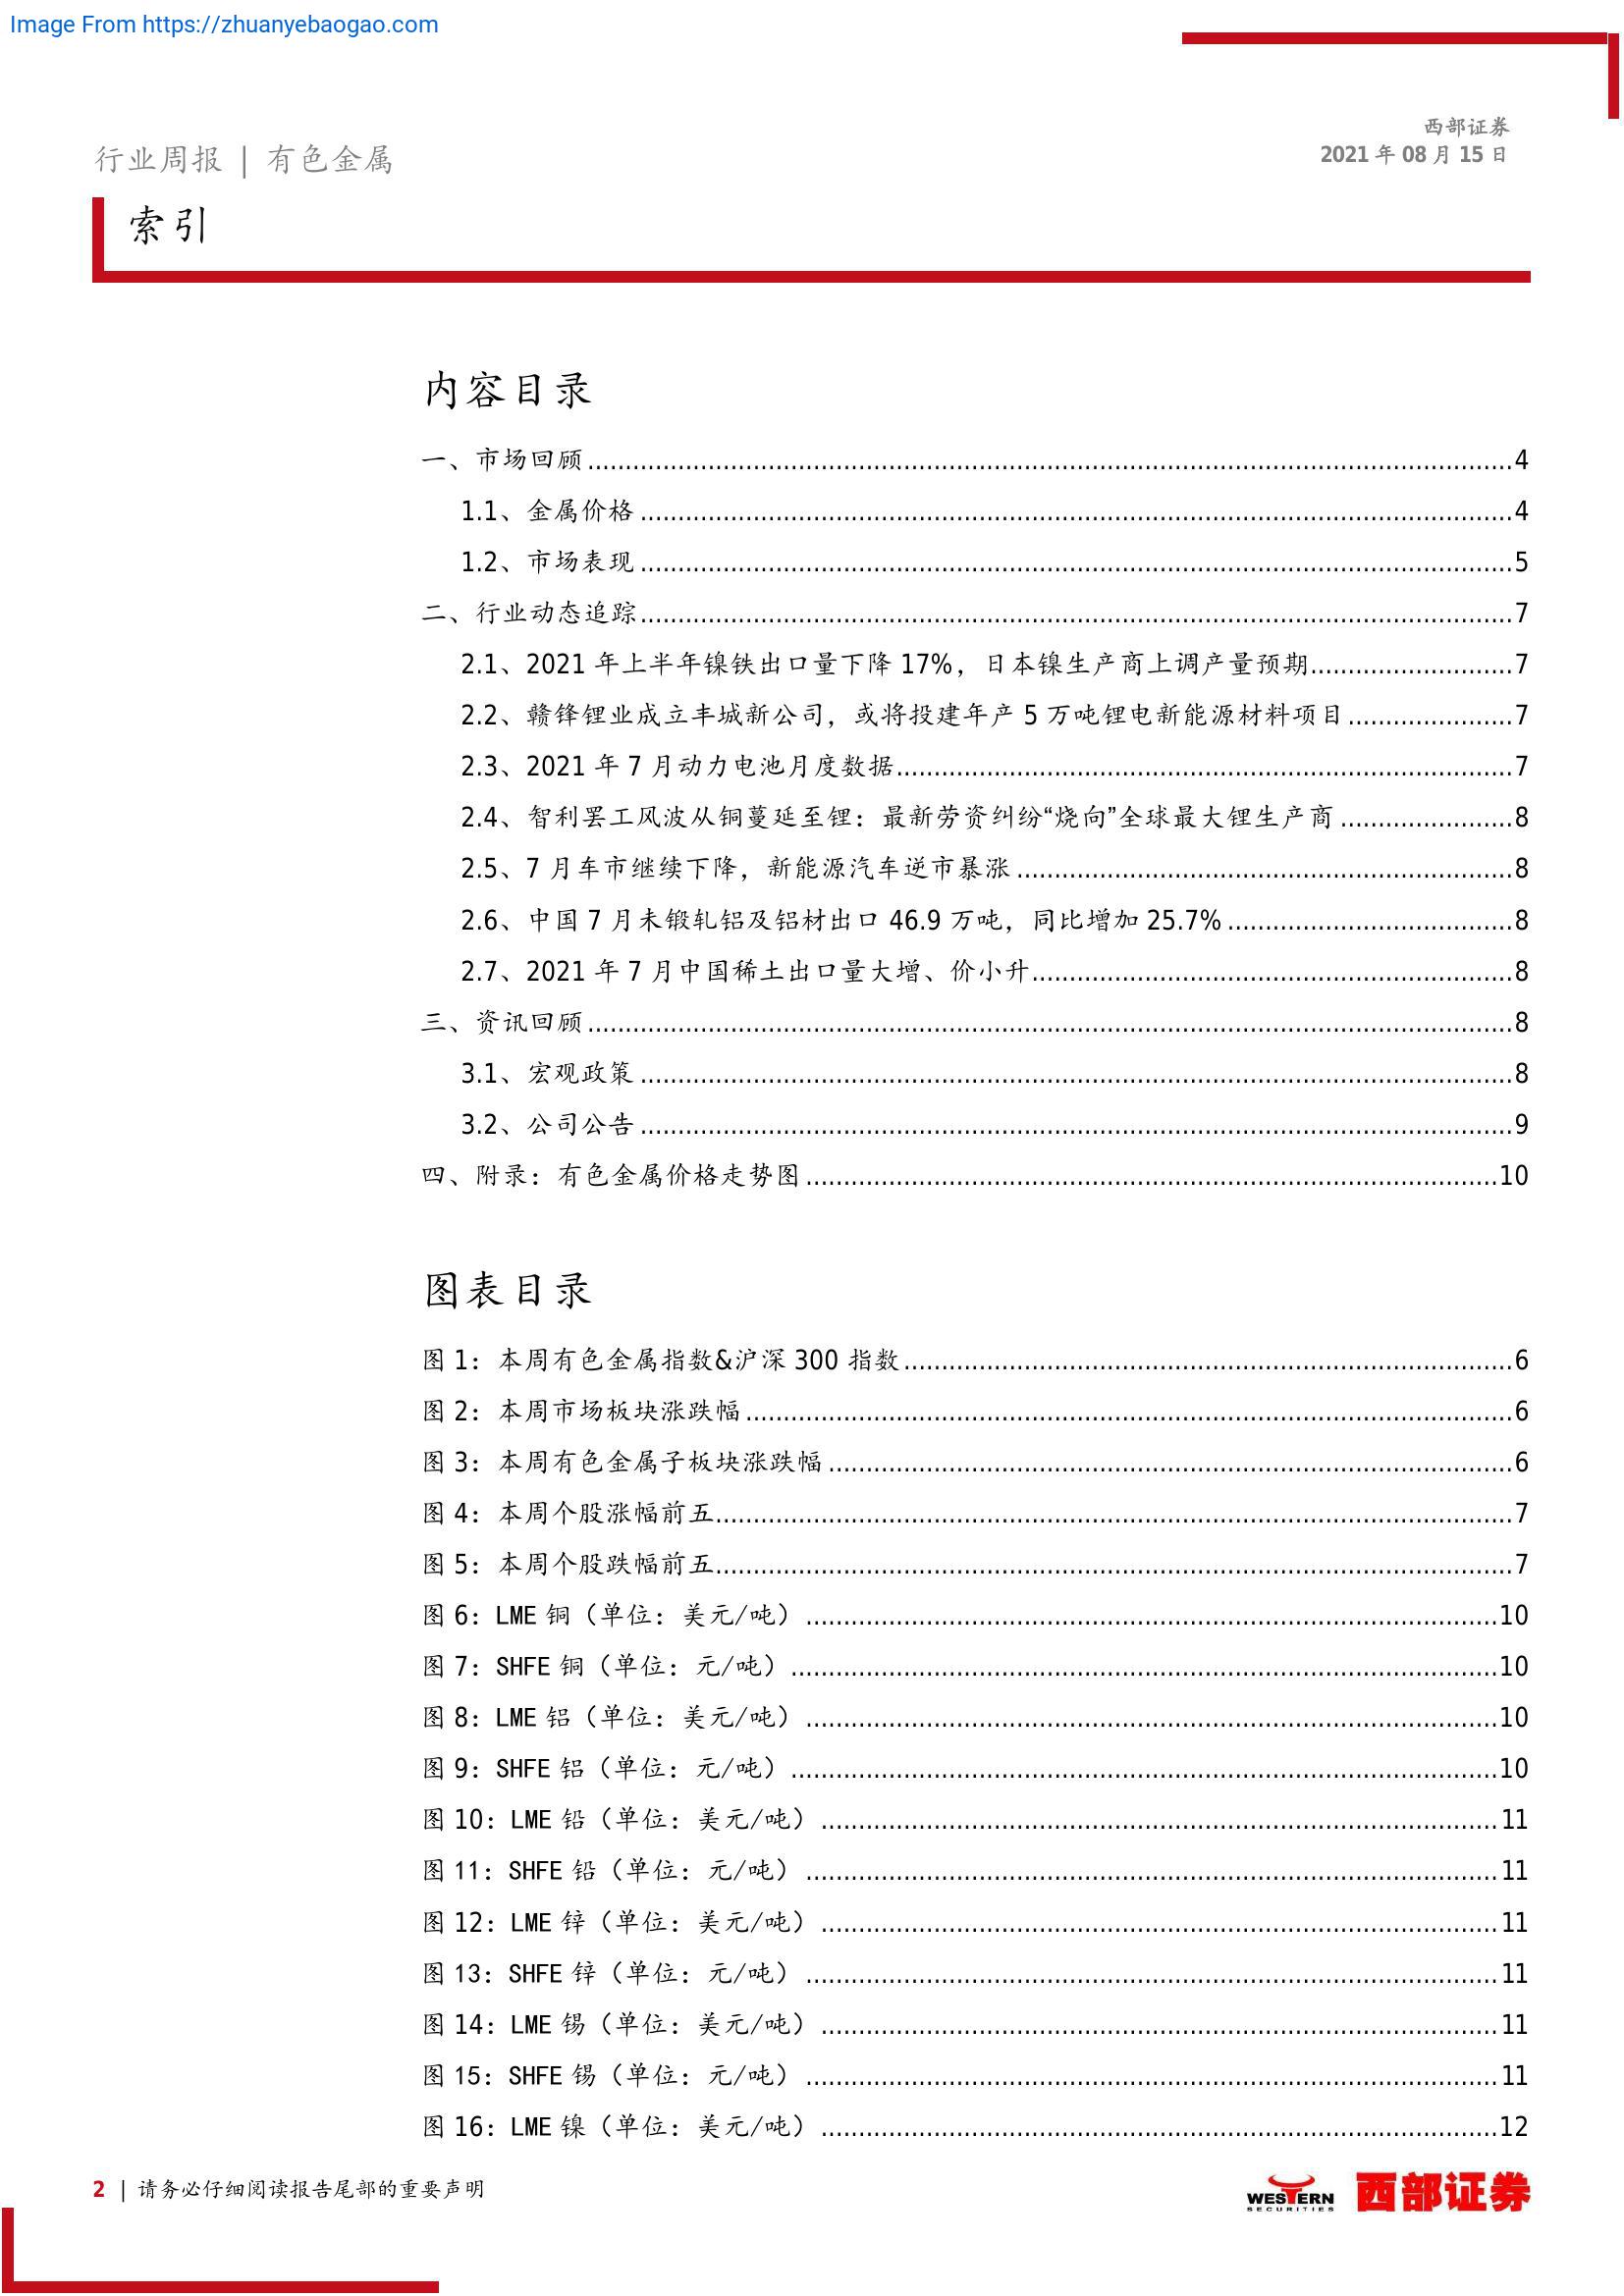 Image From https://zhuanyebaogao.com
西部证券
2021 年 08 月 15 日
行业周报 | 有色金属
索引
内容目录
一、市场回顾 4
1.1、金属价格 4
1.2、市场表现 5
二、行业动态追踪 7
2.1、2021 年上半年镍铁出口量下降 17%，日本镍生产商上调产量预期 7
2.2、赣锋锂业成立丰城新公司，或将投建年产 5 万吨锂电新能源材料项目 7
2.3、2021 年 7 月动力电池月度数据 7
2.4、智利罢工风波从铜蔓延至锂：最新劳资纠纷“烧向”全球最大锂生产商 8
2.5、7 月车市继续下降，新能源汽车逆市暴涨 8
2.6、中国 7 月未锻轧铝及铝材出口 46.9 万吨，同比增加 25.7% 8
2.7、2021 年 7 月中国稀土出口量大增、价小升 8
三、资讯回顾 8
3.1、宏观政策 8
3.2、公司公告 9
四、附录：有色金属价格走势图 10
图表目录
图 1：本周有色金属指数&沪深 300 指数 6
图 2：本周市场板块涨跌幅 6
图 3：本周有色金属子板块涨跌幅 6
图 4：本周个股涨幅前五 7
图 5：本周个股跌幅前五 7
图 6：LME 铜（单位：美元/吨） 10
图 7：SHFE 铜（单位：元/吨） 10
图 8：LME 铝（单位：美元/吨） 10
图 9：SHFE 铝（单位：元/吨） 10
图 10：LME 铅（单位：美元/吨） 11
图 11：SHFE 铅（单位：元/吨） 11
图 12：LME 锌（单位：美元/吨） 11
图 13：SHFE 锌（单位：元/吨） 11
图 14：LME 锡（单位：美元/吨） 11
图 15：SHFE 锡（单位：元/吨） 11
图 16：LME 镍（单位：美元/吨） 12
2 | 请务必仔细阅读报告尾部的重要声明
WESTERN
SECURITIES
西部证券